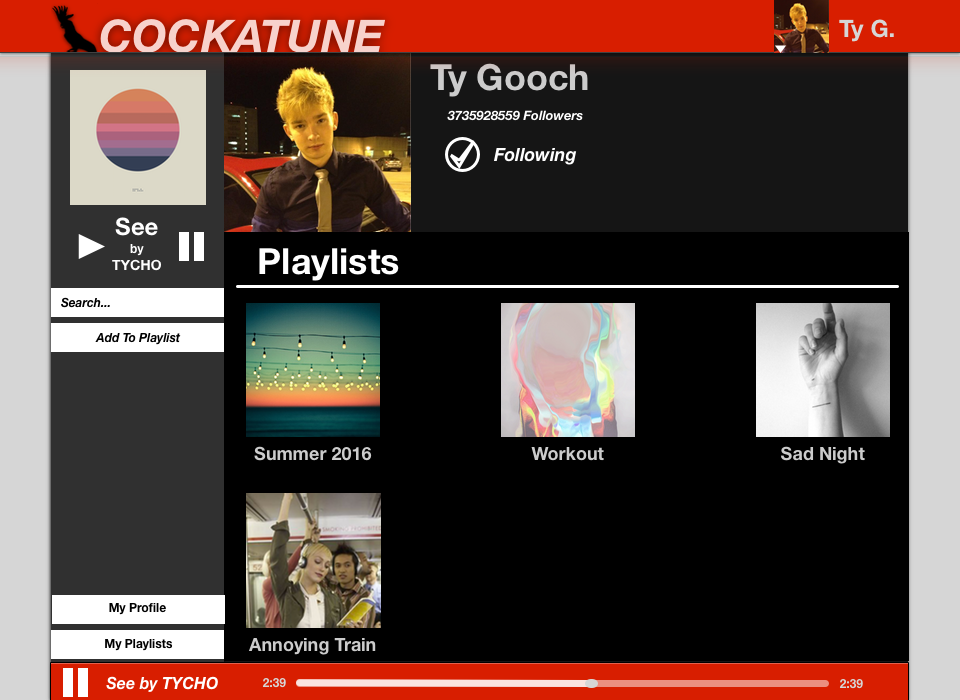 COCKATUNE
Ty G.
Ty Gooch
3735928559 Followers
Following
See
by
TYCHO
Search...
Add To Playlist
Playlists
Summer 2016
Workout
Sad Night
Annoying Train
My Profile
My Playlists
See by TYCHO
2:39
2:39